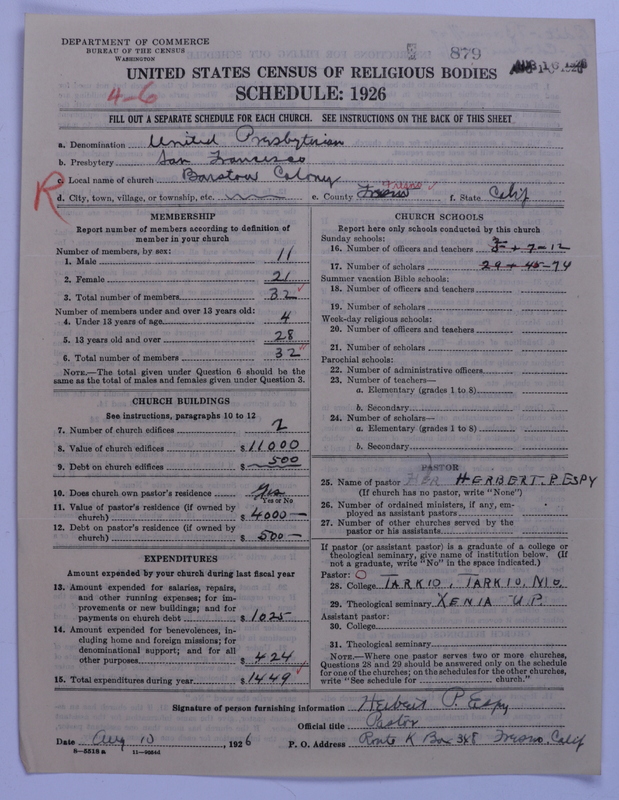 DEPARTMENT OF COMMERCE
BUREAU OF THE CENSUS
WASHINGTON
879
UNITED STATES CENSUS OF RELIGIOUS BODIES
4-6
SCHEDULE: 1926
FILL OUT A SEPARATE SCHEDULE FOR EACH CHURCH. SEE INSTRUCTIONS ON THE BACK OF THIS SHEET
a. Denomination United Presbyterian
b. Presbytery San Francisco
R
c. Local name of church Barstow Colony
d. City, town, village, or township, etc. e. County Fresno Fresno f. State Calif
MEMBERSHIP
Report number of members according to definition of member in your church
Number of members, by sex:
1. Male 11
2. Female 21
3. Total number of members 32
Number of members under and over 13 years old:
4. Under 13 years of age 4
5. 13 years old and over 28
6. Total number of members 32
NOTE.—The total given under Question 6 should be the
same as the total of males and females given under Question 3.
CHURCH BUILDINGS
See instructions, paragraphs 10 to 12
7. Number of church edifices 2
8. Value of church edifices $11000
9. Debt on church edifices $ 500
10. Does church own pastor's residence Yes
Yes or No
11. Value of pastor's residence (if owned by
church) $4000—
12. Debt on pastor's residence (if owned by
church) $500—
EXPENDITURES
Amount expended by your church during last fiscal year
13. Amount expended for salaries, repairs,
and other running expenses; for im-
provements or new buildings; and for
payments on church debt $1025
14. Amount expended for benevolences, in-
cluding home and foreign missions; for
denominational support; and for all
other purposes $424
15. Total expenditures during year $1449
CHURCH SCHOOLS
Report here only schools conducted by this church
Sunday schools:
16. Number of officers and teachers 5 + 7 = 12
17. Number of scholars 29 + 45 - 74
Summer vacation Bible schools:
18. Number of officers and teachers
19. Number of scholars
Week-day religious schools:
20. Number of officers and teachers
21. Number of scholars
Parochial schools:
22. Number of administrative officers
23. Number of teachers—
a. Elementary (grades 1 to 8)
b. Secondary
24. Number of scholars—
a. Elementary (grades 1 to 8)
b. Secondary
PASTOR
25. Name of pastor HERBERT. P. ESPY
(If church has no pastor, write "None")
26. Number of ordained ministers, if any, em-
ployed as assistant pastors
27. Number of other churches served by the
pastor or his assistants
If pastor (or assistant pastor) is a graduate of a college or
theological seminary, give name of institution below. (If
not a graduate, write "No" in the space indicated.)
Pastor:
28. College TARKIO, TARKIO, MO.
29. Theological seminary XENIA U.P.
Assistant pastor:
30. College
31. Theological seminary
NOTE.—Where one pastor serves two or more churches,
Questions 28 and 29 should be answered only on the schedule
for one of the churches; on the schedules for the other churches,
write "See schedule for church."
Signature of person furnishing information Herbert P. Espy
Official title Pastor
Date Aug 10, 1926 P. O. Address Route K Box 348 Fresno, Calif
8—5518a